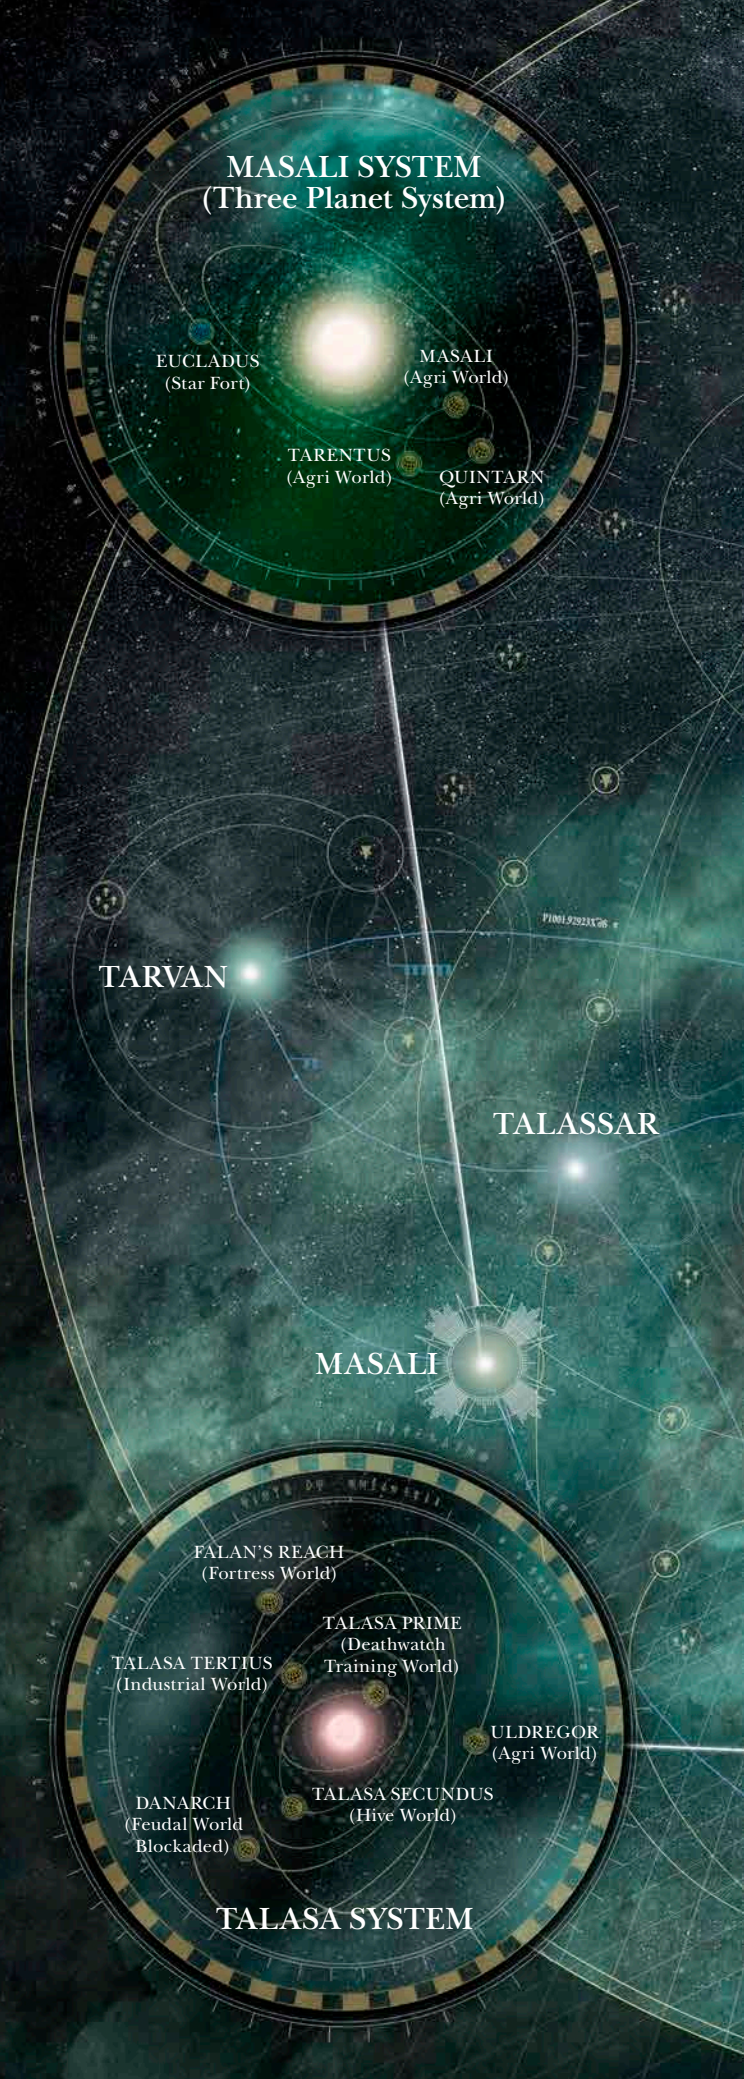 MASALI SYSTEM
(Three Planet System)
EUCLADUS
(Star Fort)
MASALI
(Agri World)
TARENTUS
(Agri World)
QUINTARN
(Agri World)
TARVAN
TALASSAR
MASALI
FALAN'S REACH
(Fortress World)
TALASA PRIME
(Deathwatch
Training World)
TALASA TERTIUS
(Industrial World)
ULDREGOR
(Agri World)
TALASA SECUNDUS
(Hive World)
DANARCH
(Feudal World
Blockaded)
TALASA SYSTEM